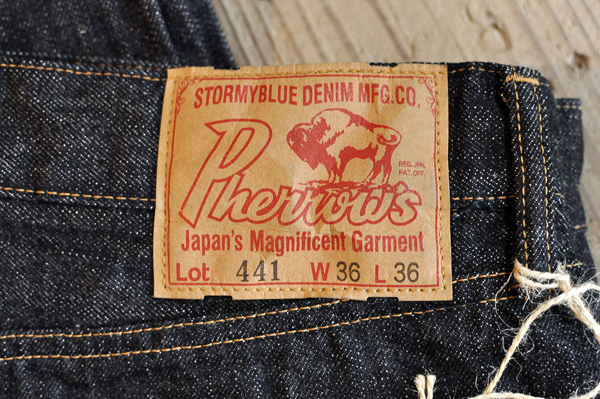 STORMYBLUE DENIM MFG.CO.
Pherrow's
REG.JPN.
PAT.OFF.
Japan's Magnificent Garment
Lot 441 W 36 L 36